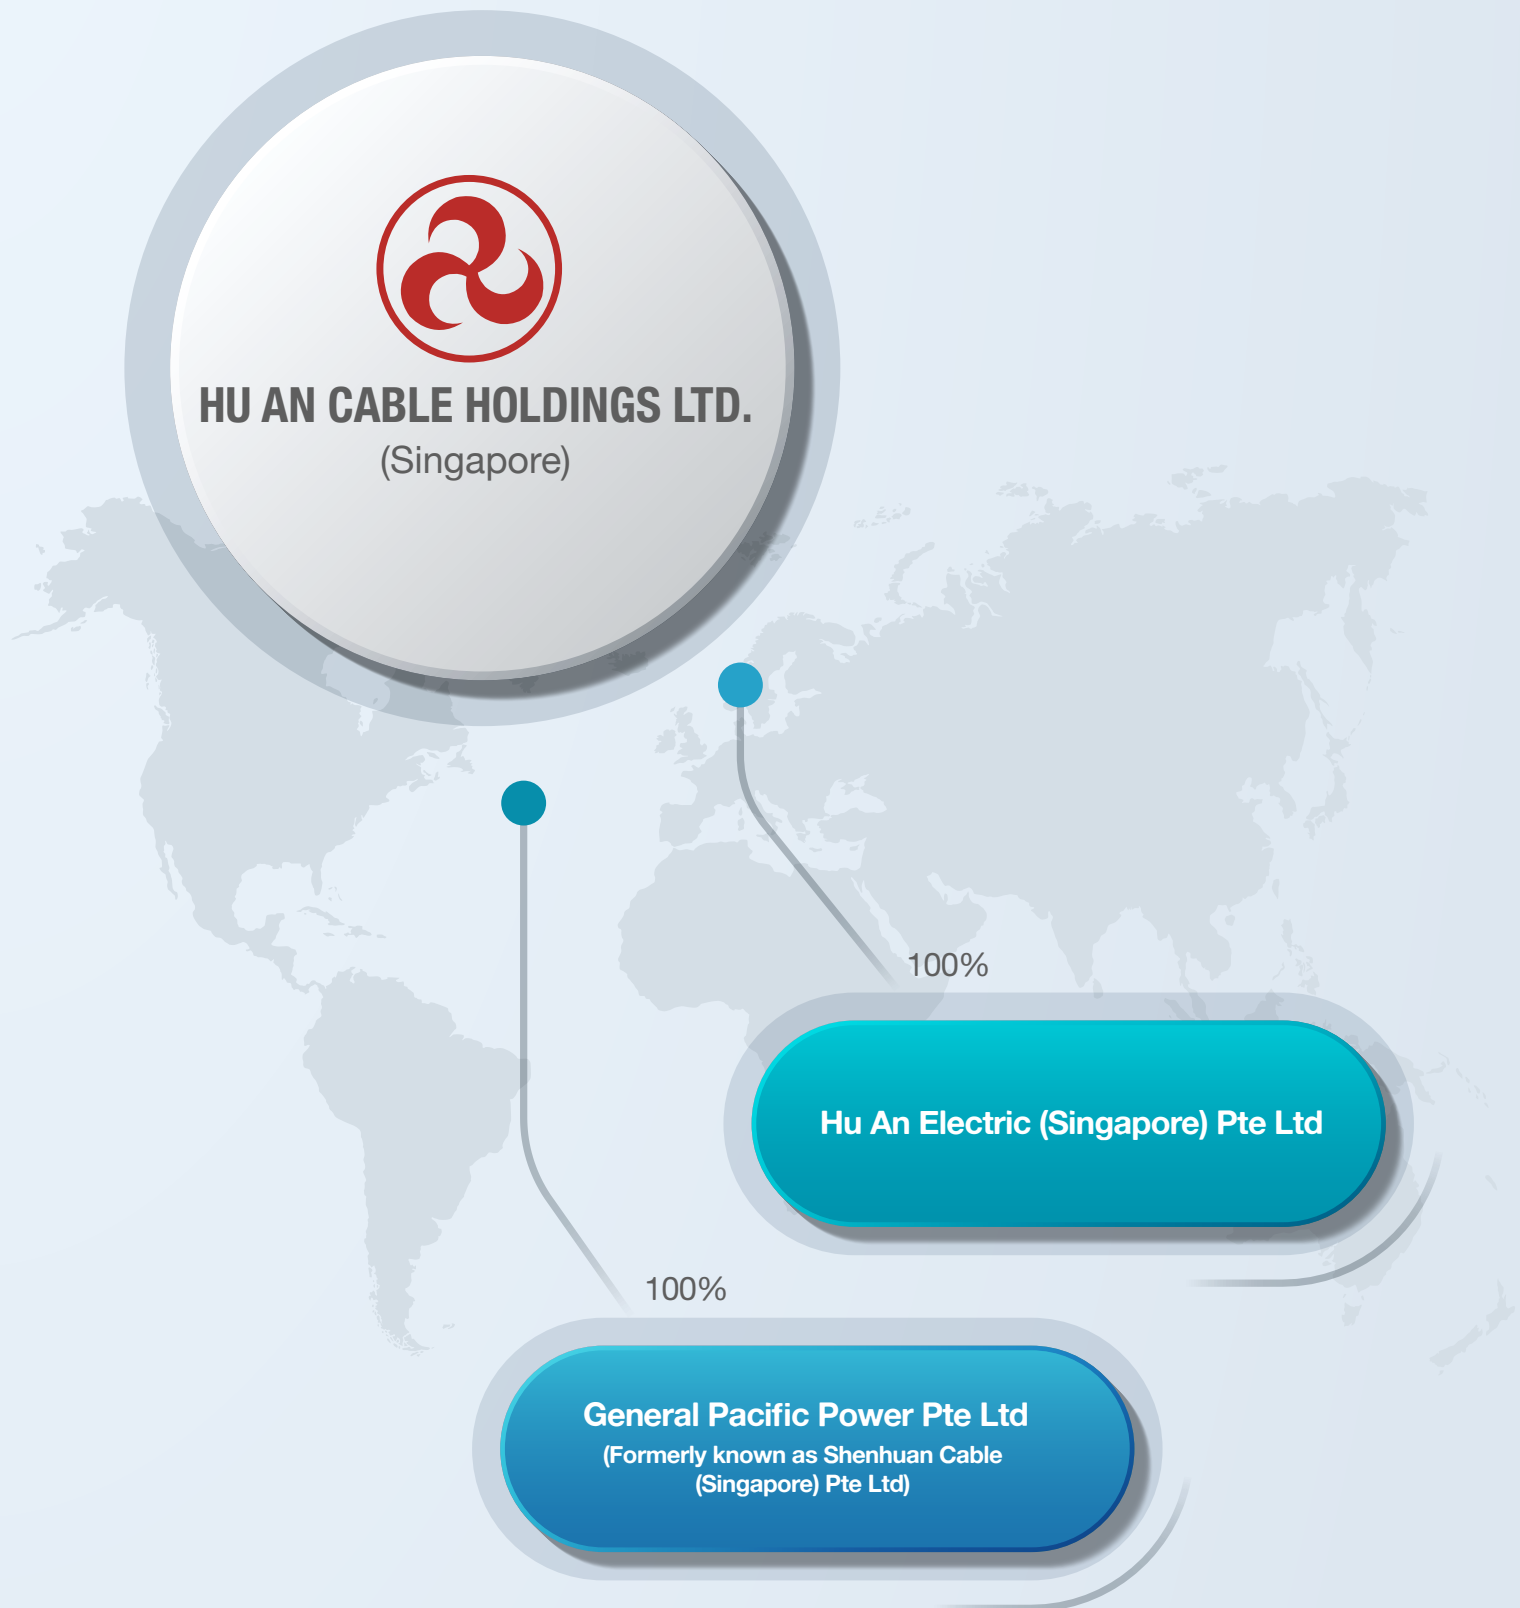 HU AN CABLE HOLDINGS LTD.
(Singapore)
100%
Hu An Electric (Singapore) Pte Ltd
100%
General Pacific Power Pte Ltd
(Formerly known as Shenhuan Cable
(Singapore) Pte Ltd)